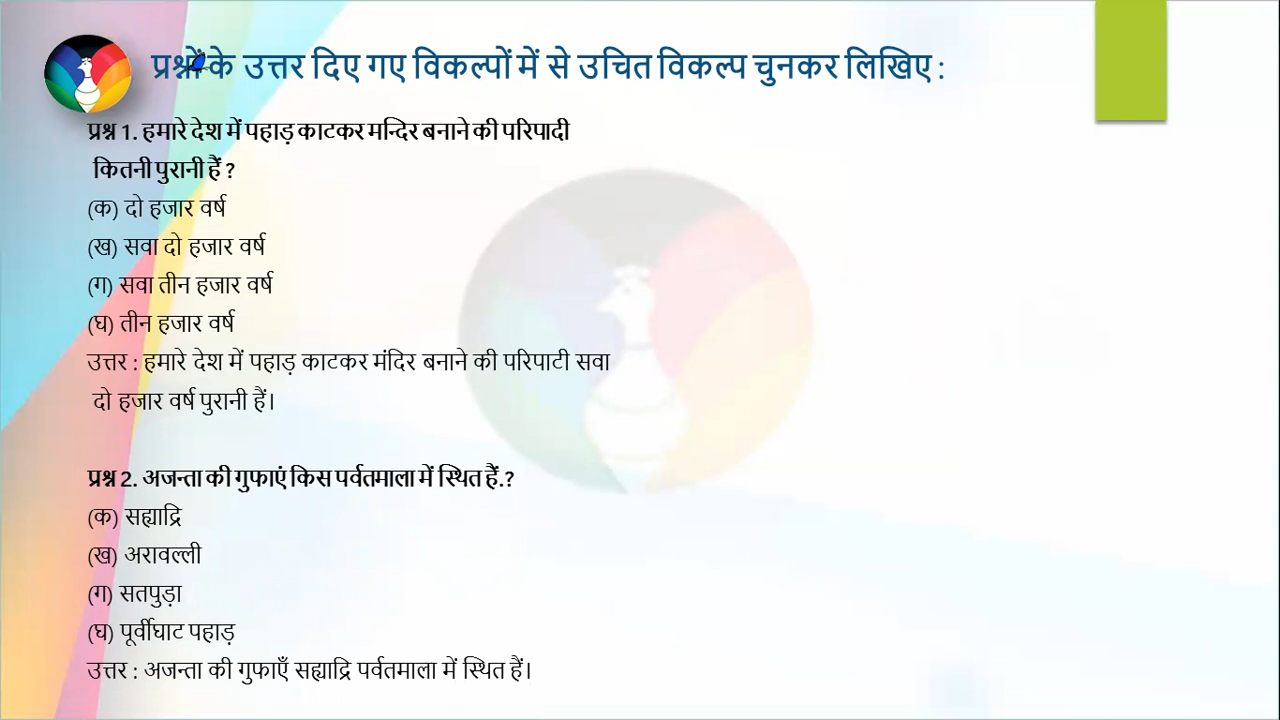 प्रश्नों के उत्तर दिए गए विकल्पों में से उचित विकल्प चुनकर लिखिए :
प्रश्न 1. हमारे देश में पहाड़ काटकर मन्दिर बनाने की परिपादी
कितनी पुरानी हैं ?
(क) दो हजार वर्ष
(ख) सवा दो हजार वर्ष
(ग) सवा तीन हजार वर्ष
(घ) तीन हजार वर्ष
उत्तर : हमारे देश में पहाड़ काटकर मंदिर बनाने की परिपाटी सवा
दो हजार वर्ष पुरानी हैं।
प्रश्न 2. अजन्ता की गुफाएं किस पर्वतमाला में स्थित हैं.?
(क) सह्याद्रि
(ख) अरावल्ली
(ग) सतपुड़ा
(घ) पूर्वीघाट पहाड़
उत्तर : अजन्ता की गुफाएँ सह्याद्रि पर्वतमाला में स्थित हैं।